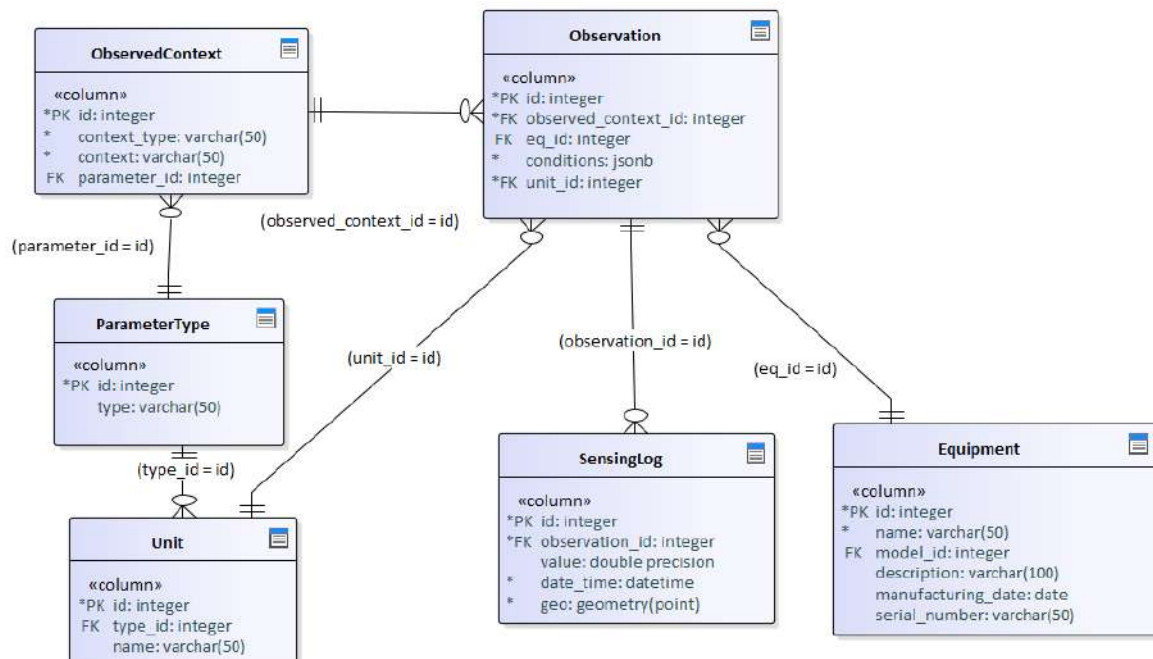 ObservedContext
«column»
*PK id: integer
* context_type: varchar(50)
* context: varchar(50)
FK parameter_id: integer
Observation
«column»
*PK id: integer
*FK observed_context_id: integer
FK eq_id: integer
* conditions: jsonb
*FK unit_id: integer
(observed_context_id = id)
(parameter_id = id)
ParameterType
«column»
*PK id: integer
type: varchar(50)
(unit_id = id)
(observation_id = id)
(eq_id = id)
(type_id = id)
Unit
«column»
*PK id: integer
FK type_id: integer
name: varchar(50)
SensingLog
«column»
*PK id: integer
*FK observation_id: integer
value: double precision
* date_time: datetime
* geo: geometry(point)
Equipment
«column»
*PK id: integer
* name: varchar(50)
FK model_id: integer
description: varchar(100)
manufacturing_date: date
serial_number: varchar(50)